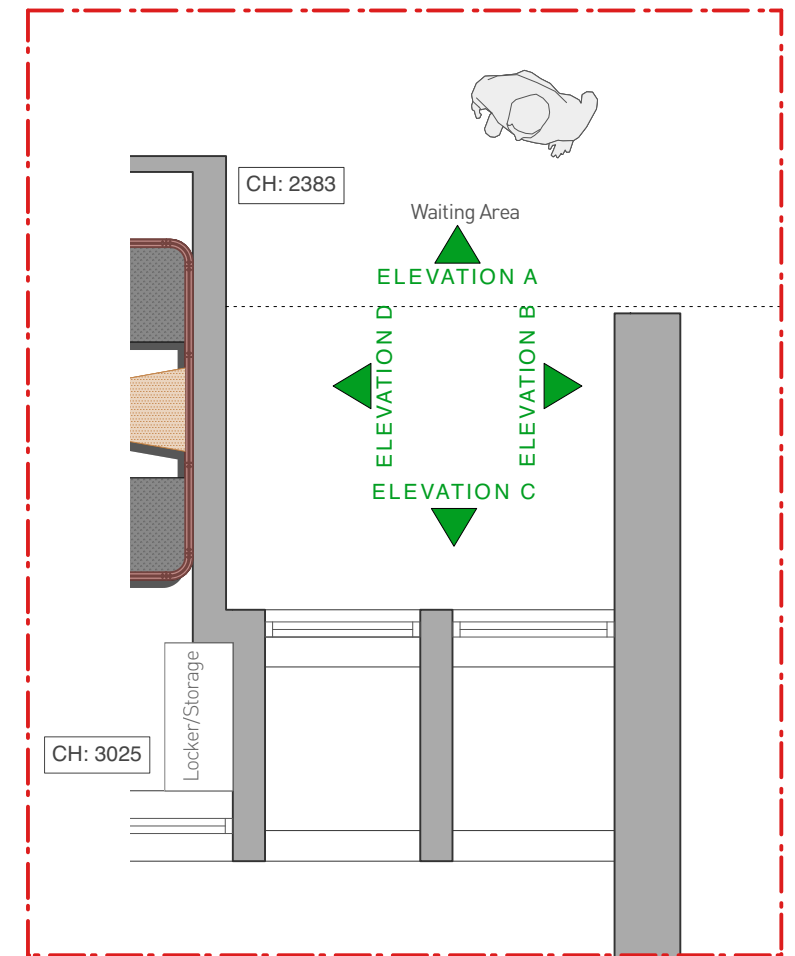 CH: 2383
Waiting Area
ELEVATION A
ELEVATION D
ELEVATION B
ELEVATION C
Locker/Storage
CH: 3025